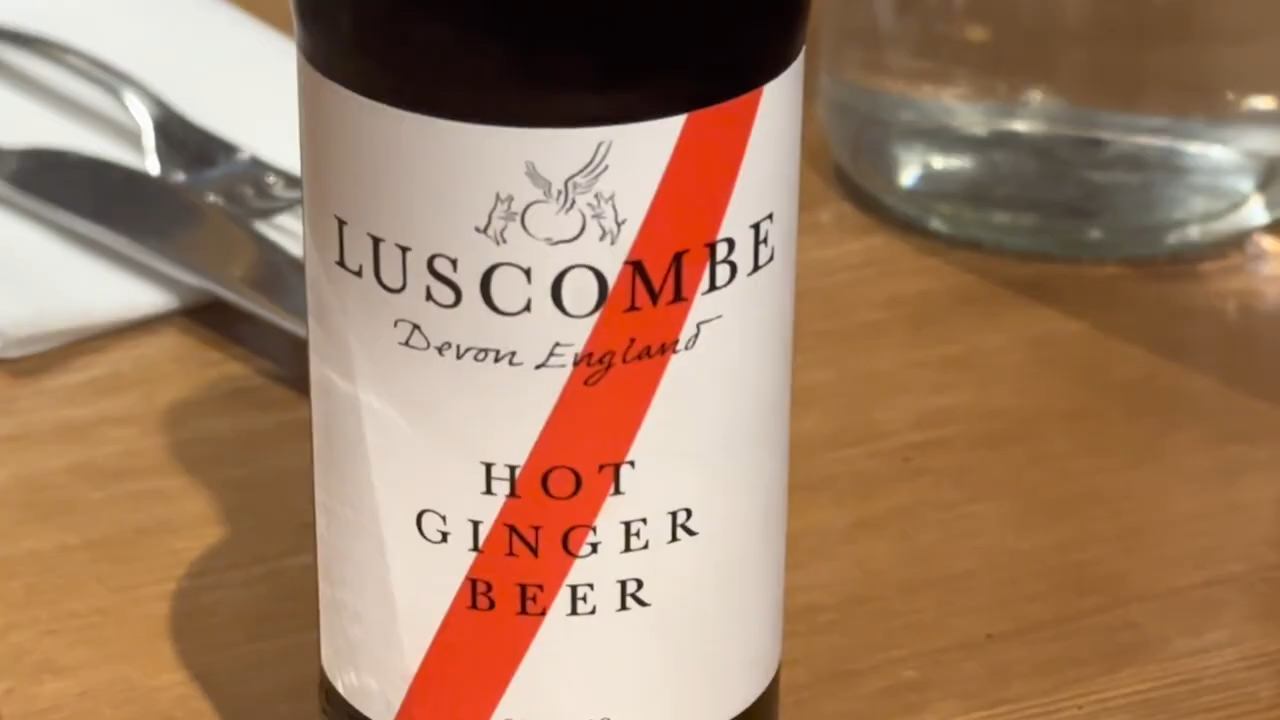 LUSCOMBE
Devon England
HOT
GINGER
BEER